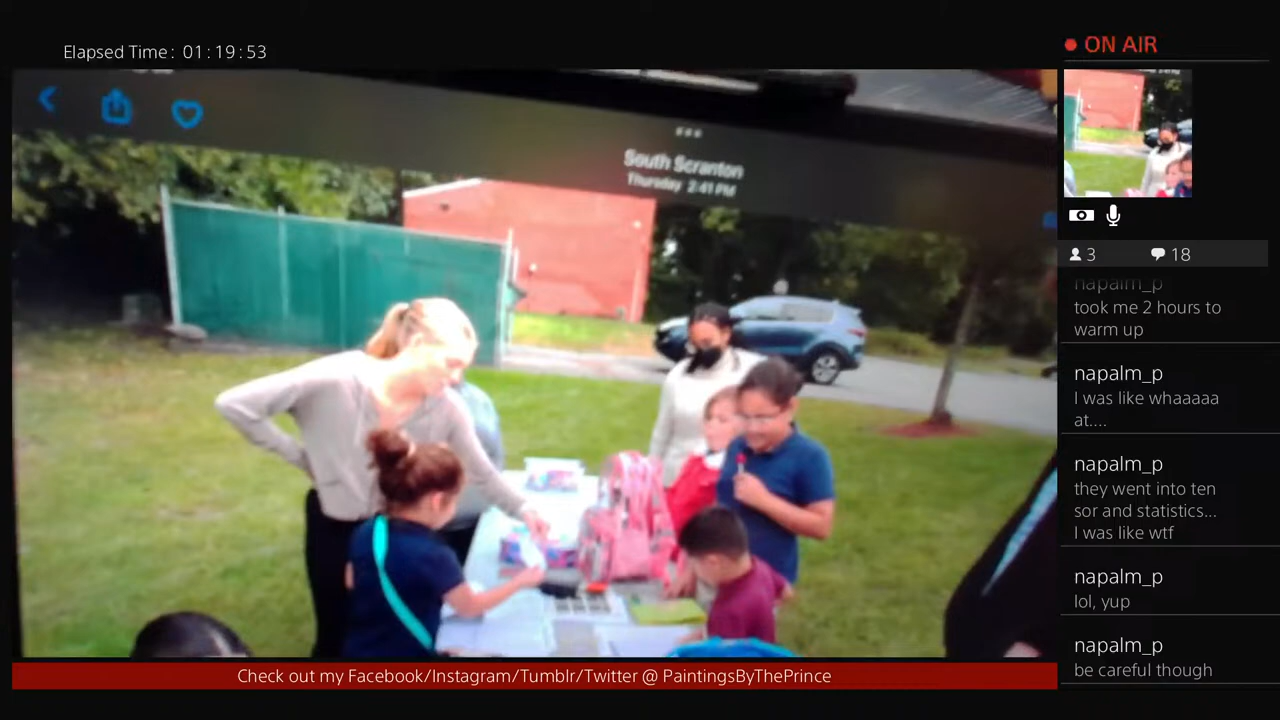 Elapsed Time: 01:19:53
ON AIR
South Scranton
Thursday 2:41 PM
3 18
napalm_p
took me 2 hours to
warm up
napalm_p
I was like whaaaaa
at....
napalm_p
they went into ten
sor and statistics...
I was like wtf
napalm_p
lol, yup
napalm_p
be careful though
Check out my Facebook/Instagram/Tumblr/Twitter @ PaintingsByThePrince